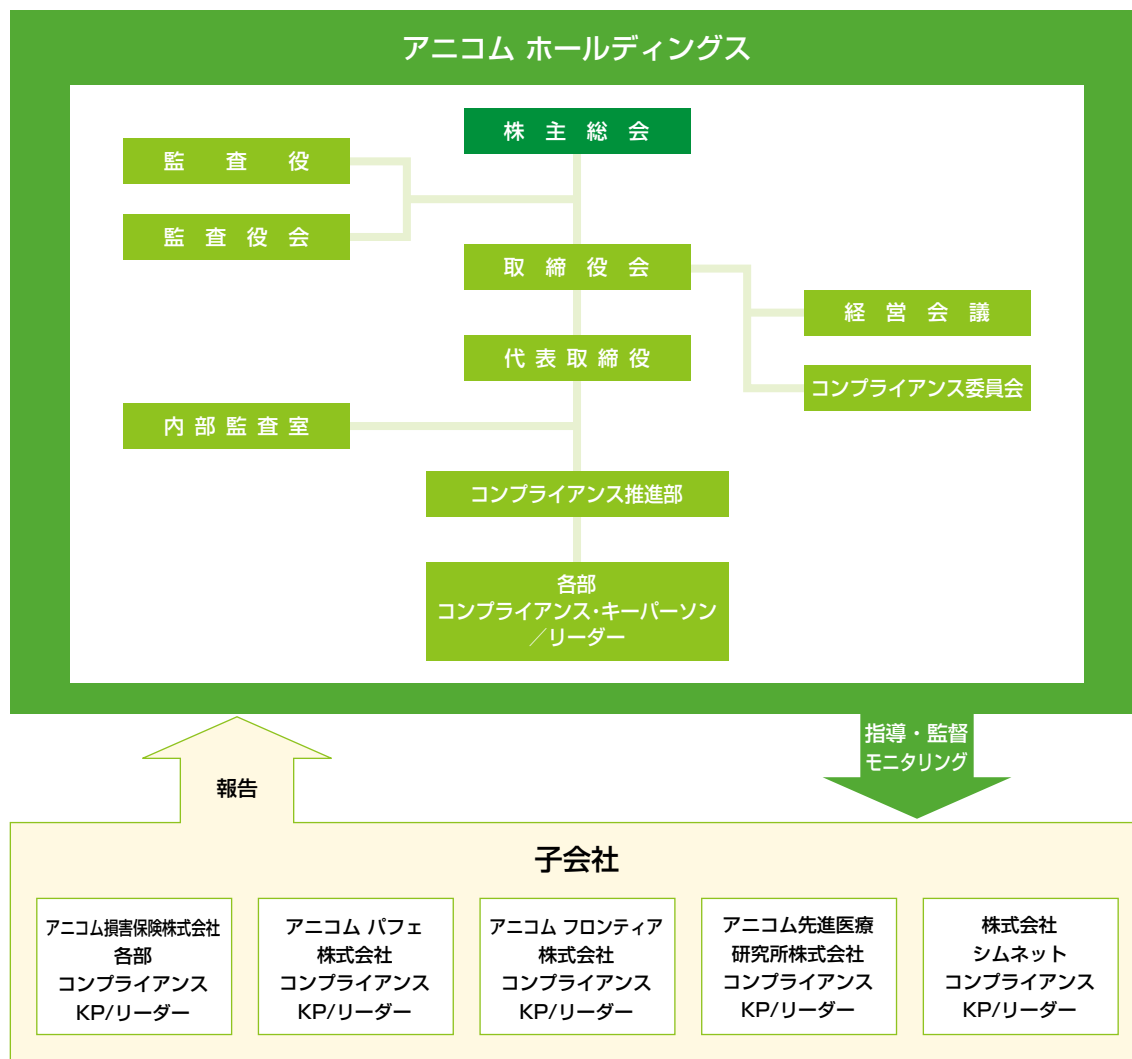 アニコム ホールディングス
株主総会
監査役
監査役会
取締役会
経営会議
代表取締役
コンプライアンス委員会
内部監査室
コンプライアンス推進部
各部
コンプライアンス・キーパーソン
／リーダー
報告
指導・監督
モニタリング
子会社
アニコム損害保険株式会社
各部
コンプライアンス
KP/リーダー
アニコム パフェ
株式会社
コンプライアンス
KP/リーダー
アニコム フロンティア
株式会社
コンプライアンス
KP/リーダー
アニコム先進医療
研究所株式会社
コンプライアンス
KP/リーダー
株式会社
シムネット
コンプライアンス
KP/リーダー